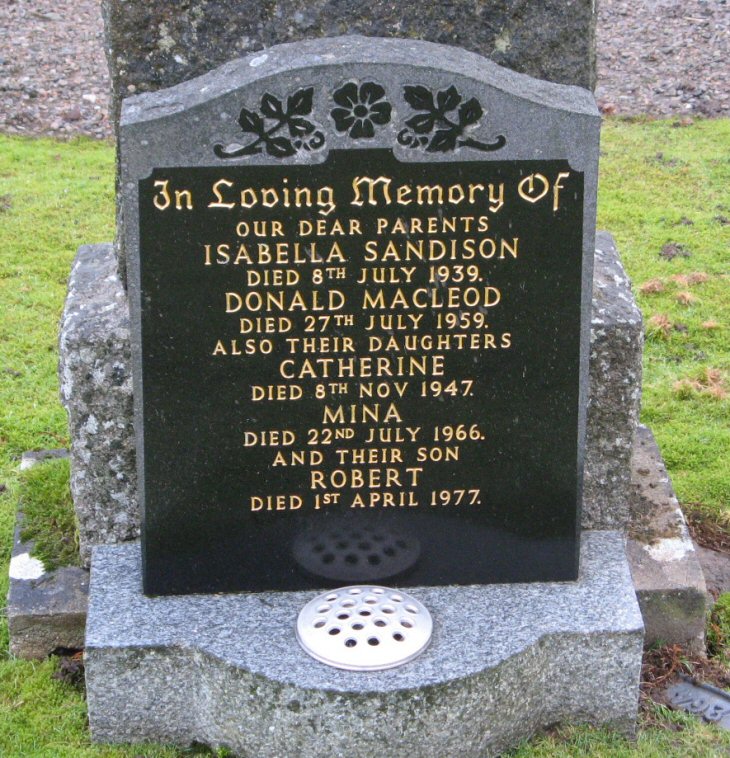 In Loving Memory Of
OUR DEAR PARENTS
ISABELLA SANDISON
DIED 8TH JULY 1939.
DONALD MACLEOD
DIED 27TH JULY 1959.
ALSO THEIR DAUGHTERS
CATHERINE
DIED 8TH NOV 1947.
MINA
DIED 22ND JULY 1966.
AND THEIR SON
ROBERT
DIED 1ST APRIL 1977.